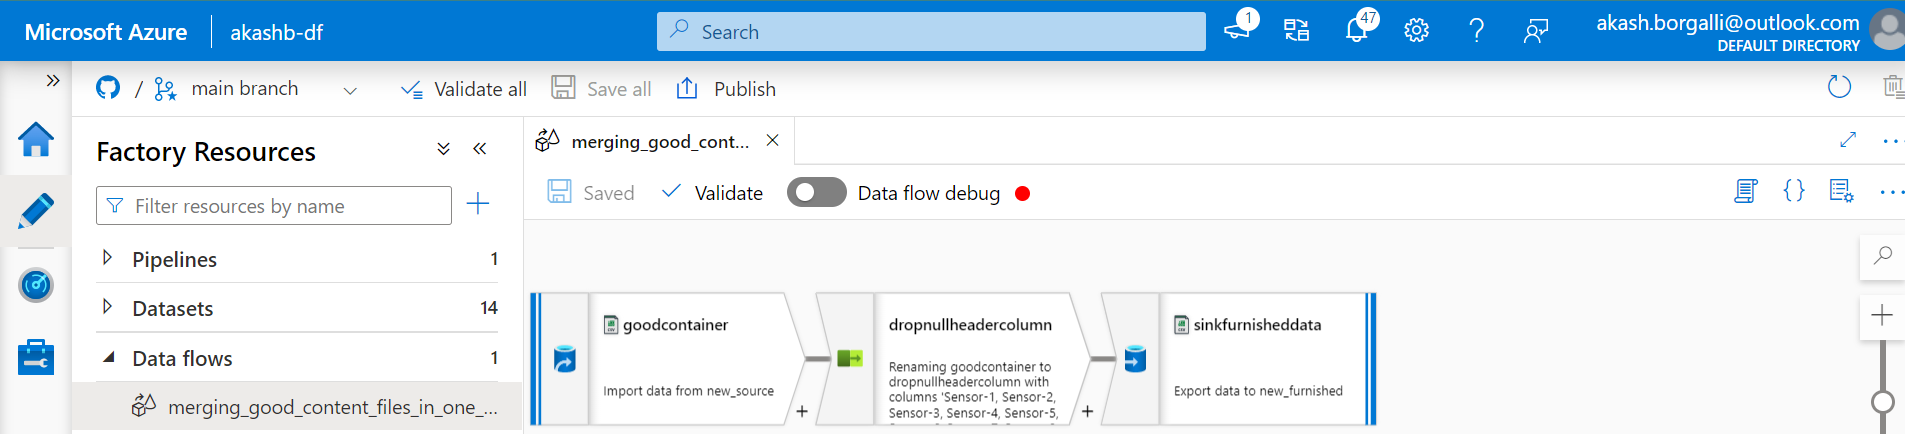 Microsoft Azure
akashb-df
Search
1
47
akash.borgalli@outlook.com
DEFAULT DIRECTORY
/ main branch
Validate all
Save all
Publish
Factory Resources
Filter resources by name
Pipelines 1
Datasets 14
Data flows 1
merging_good_content_files_in_one_...
merging_good_cont...
Saved
Validate
Data flow debug
goodcontainer
Import data from new_source
dropnullheadercolumn
Renaming goodcontainer to
dropnullheadercolumn with
columns 'Sensor-1, Sensor-2,
Sensor-3, Sensor-4, Sensor-5,
sinkfurnisheddata
Export data to new_furnished